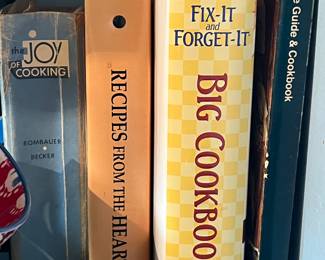 the JOY
OF COOKING
ROMBAUER
BECKER
RECIPES FROM THE HEAR
FIX-IT
and
FORGET-IT
BIG COOKBOO
e Guide & Cookbook